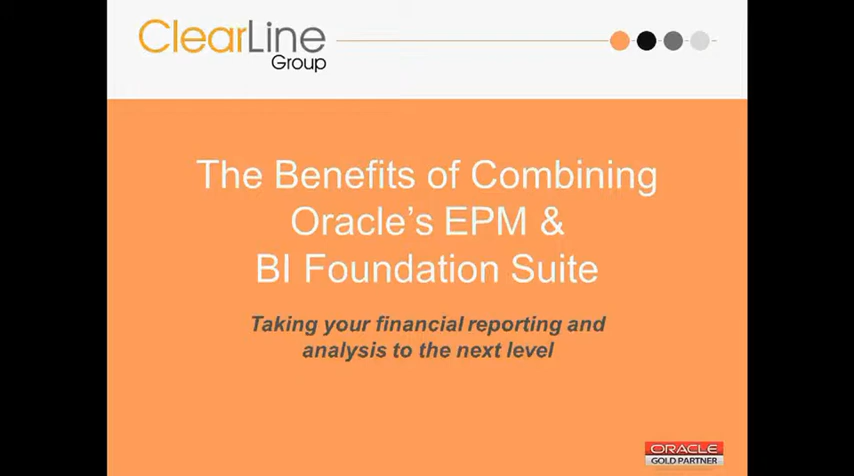 ClearLine
Group
The Benefits of Combining
Oracle's EPM &
BI Foundation Suite
Taking your financial reporting and
analysis to the next level
ORACLE
GOLD PARTNER